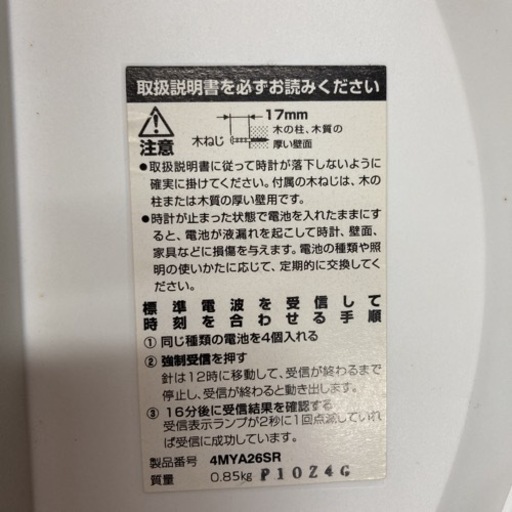 取扱説明書を必ずお読みください
17mm
注意
木ねじ
木の柱、木質の
厚い壁面
●取扱説明書に従って時計が落下しないように
確実に掛けてください。付属の木ねじは、木の
柱または木質の厚い壁用です。
●時計が止まった状態で電池を入れたままにす
ると、電池が液漏れを起こして時計、壁面、
家具などに損傷を与えます。電池の種類や照
明の使いかたに応じて、定期的に交換してく
ださい。
標準電波を受信して
時刻を合わせる手順
① 同じ種類の電池を4個入れる
② 強制受信を押す
針は12時に移動して、受信が終わるまで
停止し、受信が終わると動き出します。
③ 16分後に受信結果を確認する
受信表示ランプが2秒に1回点滅していれ
ば受信に成功しています。
製品番号 4MYA26SR
質量 0.85kg P10Z4G